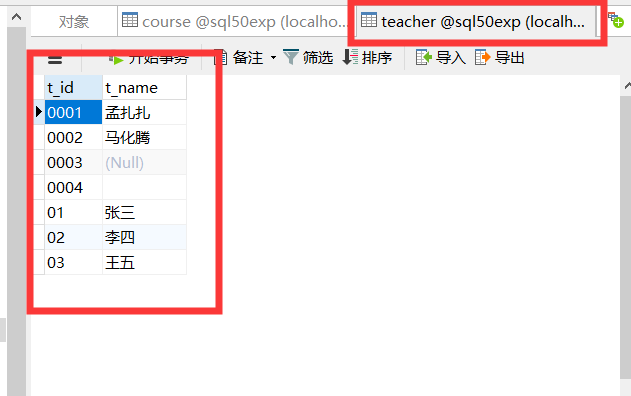 对象 course @sql50exp (localho... teacher @sql50exp (localh...
开始事务 备注 筛选 排序 导入 导出
t_id t_name
0001 孟扎扎
0002 马化腾
0003 (Null)
0004
01 张三
02 李四
03 王五